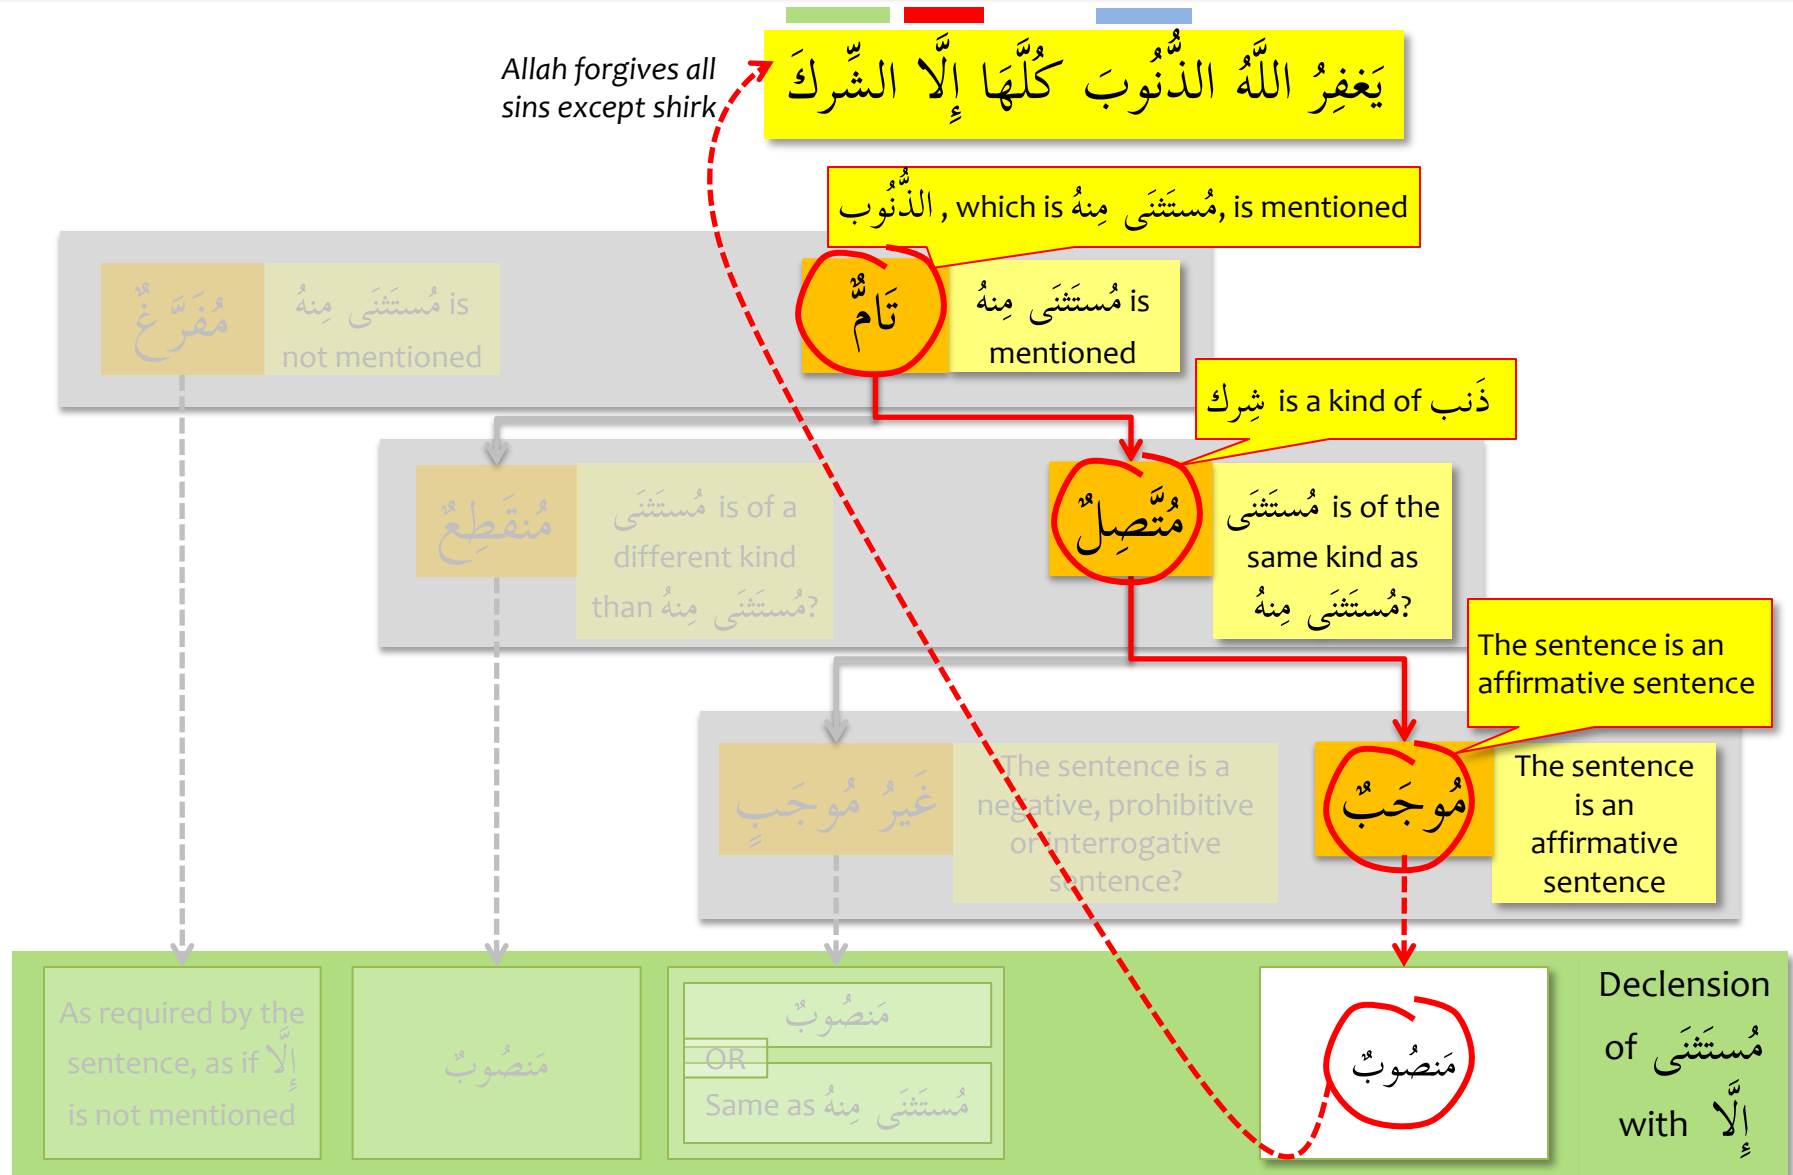 Allah forgives all
sins except shirk
يَغفِرُ اللَّهُ الذُّنُوبَ كُلَّهَا إِلَّا الشِّركَ
الذُّنُوب, which is مُستَثنَى مِنهُ, is mentioned
مُفَرَّغٌ
مُستَثنَى مِنهُ is
not mentioned
تَامٌّ
مُستَثنَى مِنهُ is
mentioned
شِرك is a kind of ذَنب
مُنقَطِعٌ
مُستَثنَى is of a
different kind
than مُستَثنَى مِنهُ?
مُتَّصِلٌ
مُستَثنَى is of the
same kind as
مُستَثنَى مِنهُ?
The sentence is an
affirmative sentence
غَيرُ مُوجَبٍ
The sentence is a
negative, prohibitive
or interrogative
sentence?
مُوجَبٌ
The sentence
is an
affirmative
sentence
As required by the
sentence, as if إِلَّا
is not mentioned
مَنصُوبٌ
مَنصُوبٌ
OR
Same as مُستَثنَى مِنهُ
مَنصُوبٌ
Declension
of مُستَثنَى
with إِلَّا